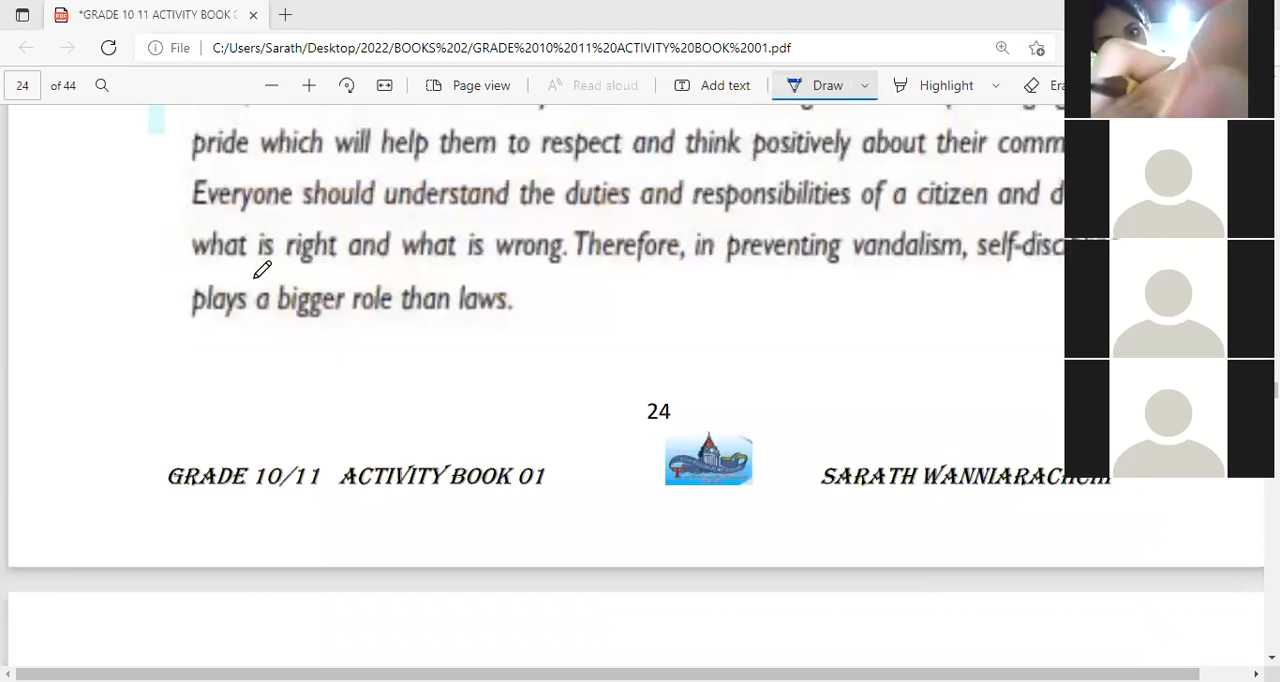 *GRADE 10 11 ACTIVITY BOOK
File C:/Users/Sarath/Desktop/2022/BOOKS%202/GRADE%2010%2011%20ACTIVITY%20BOOK%2001.pdf
24 of 44 Page view Read aloud Add text Draw Highlight Era
pride which will help them to respect and think positively about their comm
Everyone should understand the duties and responsibilities of a citizen and d
what is right and what is wrong. Therefore, in preventing vandalism, self-disc
plays a bigger role than laws.
24
GRADE 10/11 ACTIVITY BOOK 01 SARATH WANNIARACHCHI